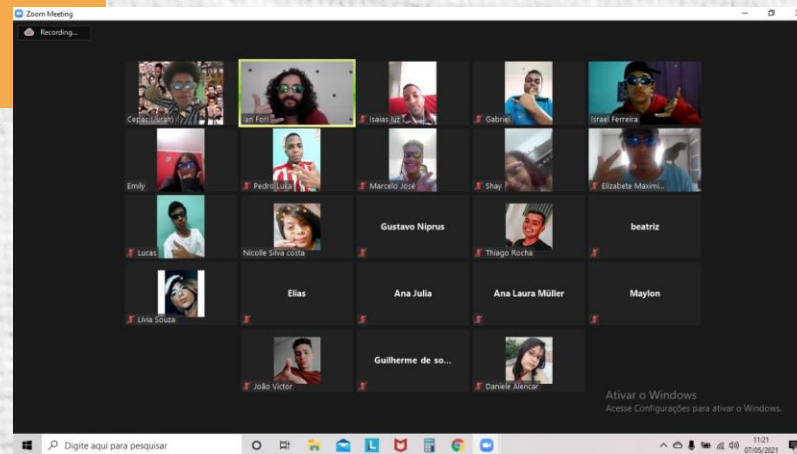 Zoom Meeting
Recording...
Ian Fori
Isaias luz
Gabriel
Israel Ferreira
Emily
Pedro Luca
Marcelo José
Shay
Elizabete Maximi...
Lucas
Nicolle Silva costa
Gustavo Niprus
Thiago Rocha
beatriz
Lívia Souza
Elias
Ana Julia
Ana Laura Müller
Maylon
João Victor
Guilherme de so...
Daniele Alencar
Ativar o Windows
Acesse Configurações para ativar o Windows.
Digite aqui para pesquisar
11:21
07/05/2021